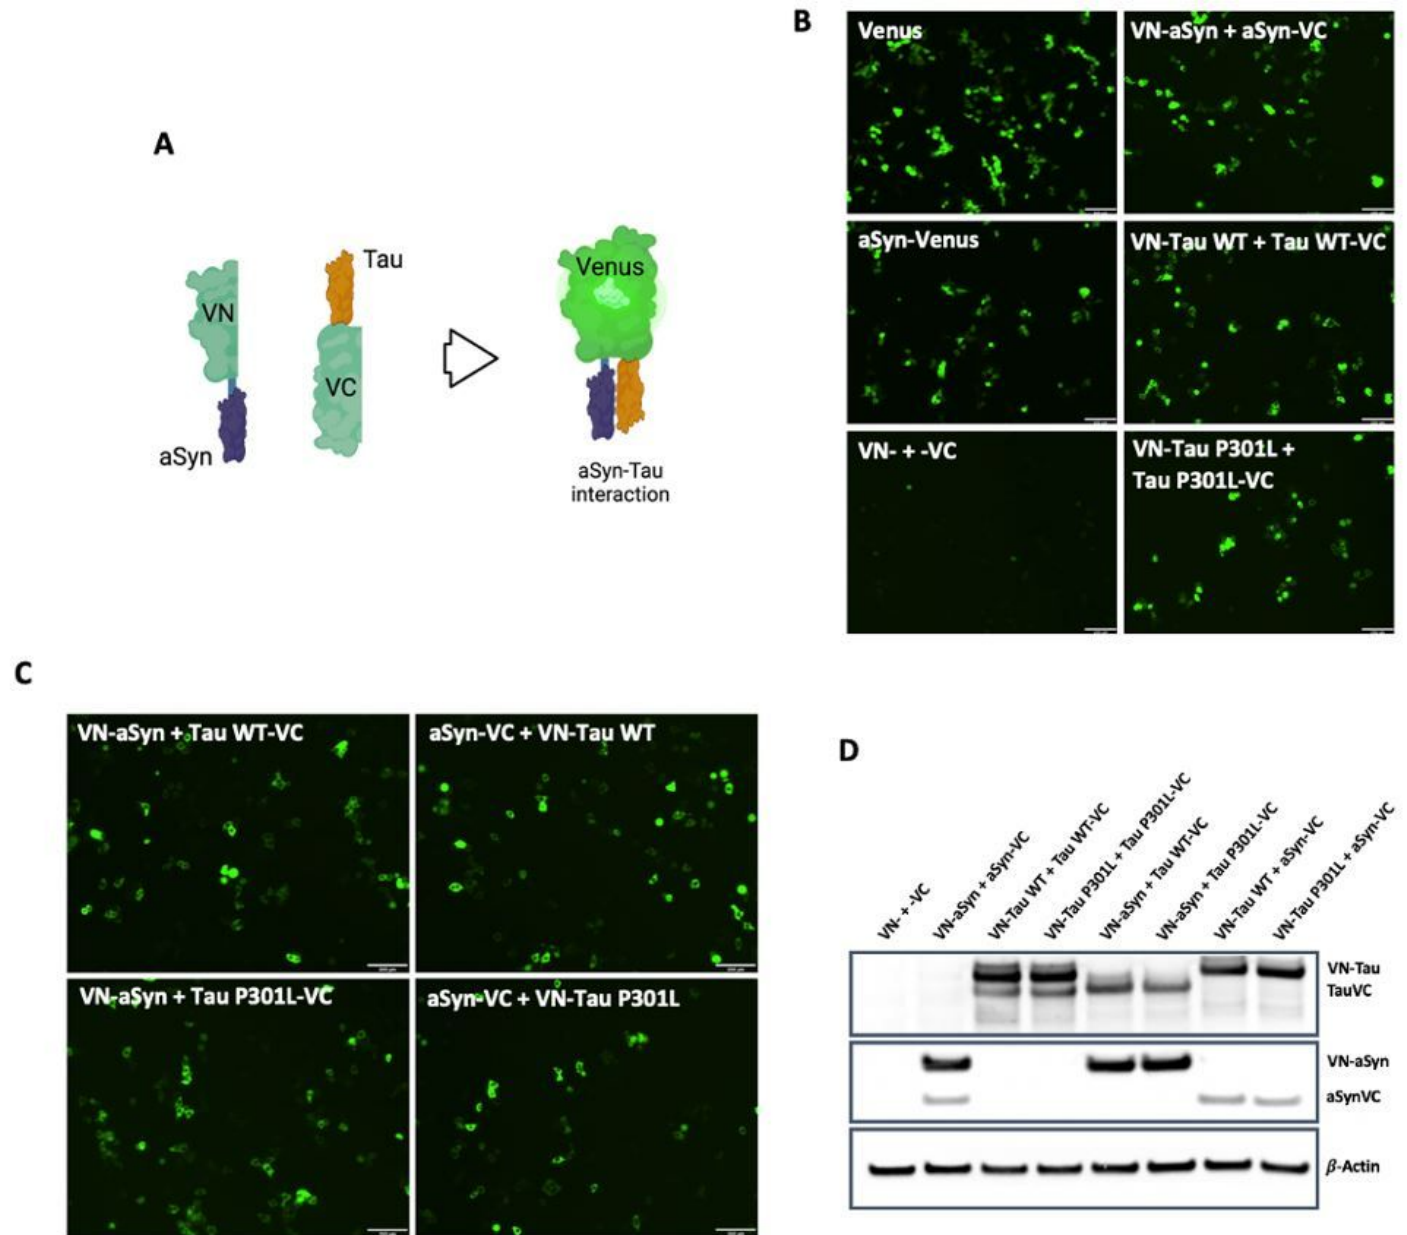 A
VN
aSyn
Tau
VC
Venus
aSyn-Tau
interaction
B
Venus
VN-aSyn + aSyn-VC
aSyn-Venus
VN-Tau WT + Tau WT-VC
VN- + -VC
VN-Tau P301L +
Tau P301L-VC
C
VN-aSyn + Tau WT-VC
aSyn-VC + VN-Tau WT
VN-aSyn + Tau P301L-VC
aSyn-VC + VN-Tau P301L
D
VN- + -VC
VN-aSyn + aSyn-VC
VN-Tau WT + Tau WT-VC
VN-Tau P301L + Tau P301L-VC
VN-aSyn + Tau WT-VC
VN-aSyn + Tau P301L-VC
VN-Tau WT + aSyn-VC
VN-Tau P301L + aSyn-VC
VN-Tau
TauVC
VN-aSyn
aSynVC
β-Actin